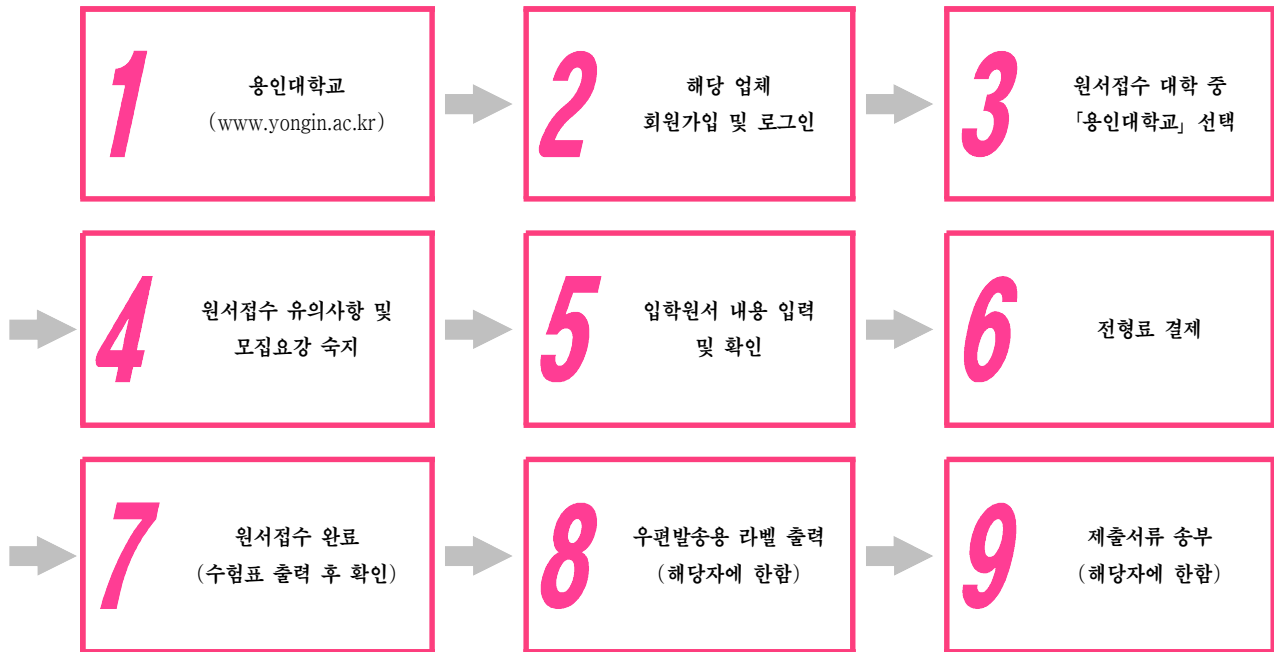 1
용인대학교
(www.yongin.ac.kr)
2
해당 업체
회원가입 및 로그인
3
원서접수 대학 중
「용인대학교」 선택
4
원서접수 유의사항 및
모집요강 숙지
5
입학원서 내용 입력
및 확인
6
전형료 결제
7
원서접수 완료
(수험표 출력 후 확인)
8
우편발송용 라벨 출력
(해당자에 한함)
9
제출서류 송부
(해당자에 한함)